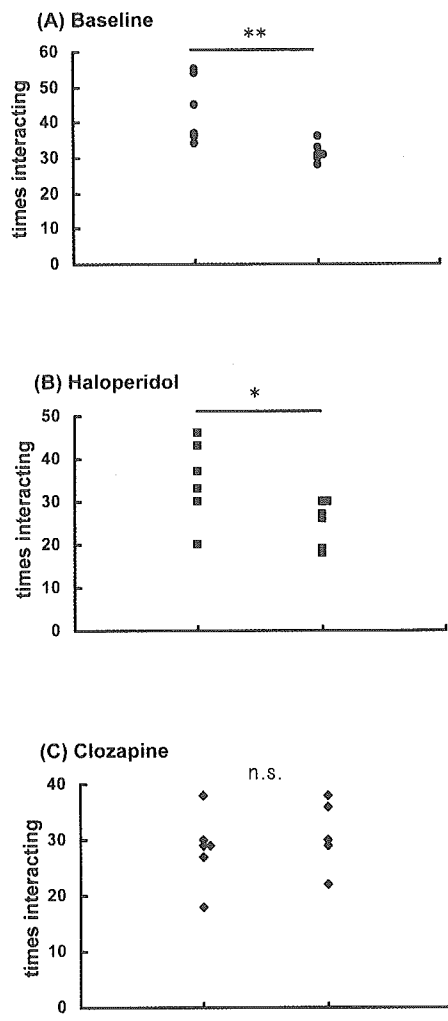 (A) Baseline
**
times interacting
60
50
40
30
20
10
0
(B) Haloperidol
*
times interacting
50
40
30
20
10
0
(C) Clozapine
n.s.
times interacting
40
30
20
10
0